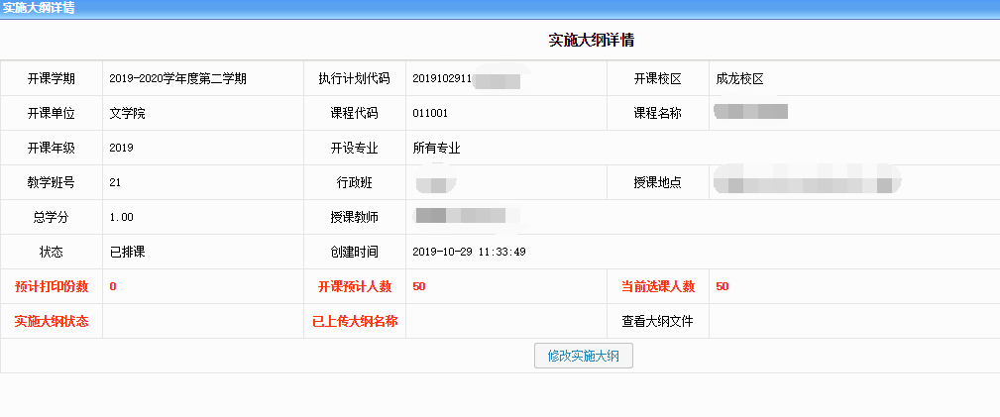 实施大纲详情
实施大纲详情
开课学期 2019-2020学年度第二学期 执行计划代码 2019102911 开课校区 成龙校区
开课单位 文学院 课程代码 011001 课程名称
开课年级 2019 开设专业 所有专业
教学班号 21 行政班 授课地点
总学分 1.00 授课教师
状态 已排课 创建时间 2019-10-29 11:33:49
预计打印份数 0 开课预计人数 50 当前选课人数 50
实施大纲状态 已上传大纲名称 查看大纲文件
修改实施大纲